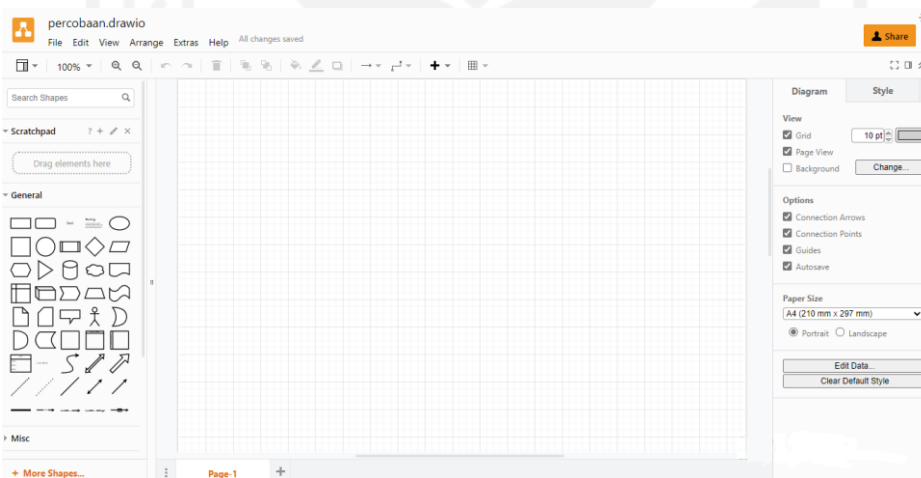 percobaan.drawio
File Edit View Arrange Extras Help All changes saved
Share
100%
Search Shapes
Diagram Style
Scratchpad ?
Drag elements here
View
Grid 10 pt
Page View
Background Change...
General
Options
Connection Arrows
Connection Points
Guides
Autosave
Paper Size
A4 (210 mm x 297 mm)
Portrait Landscape
Edit Data...
Clear Default Style
Misc
+ More Shapes...
Page-1